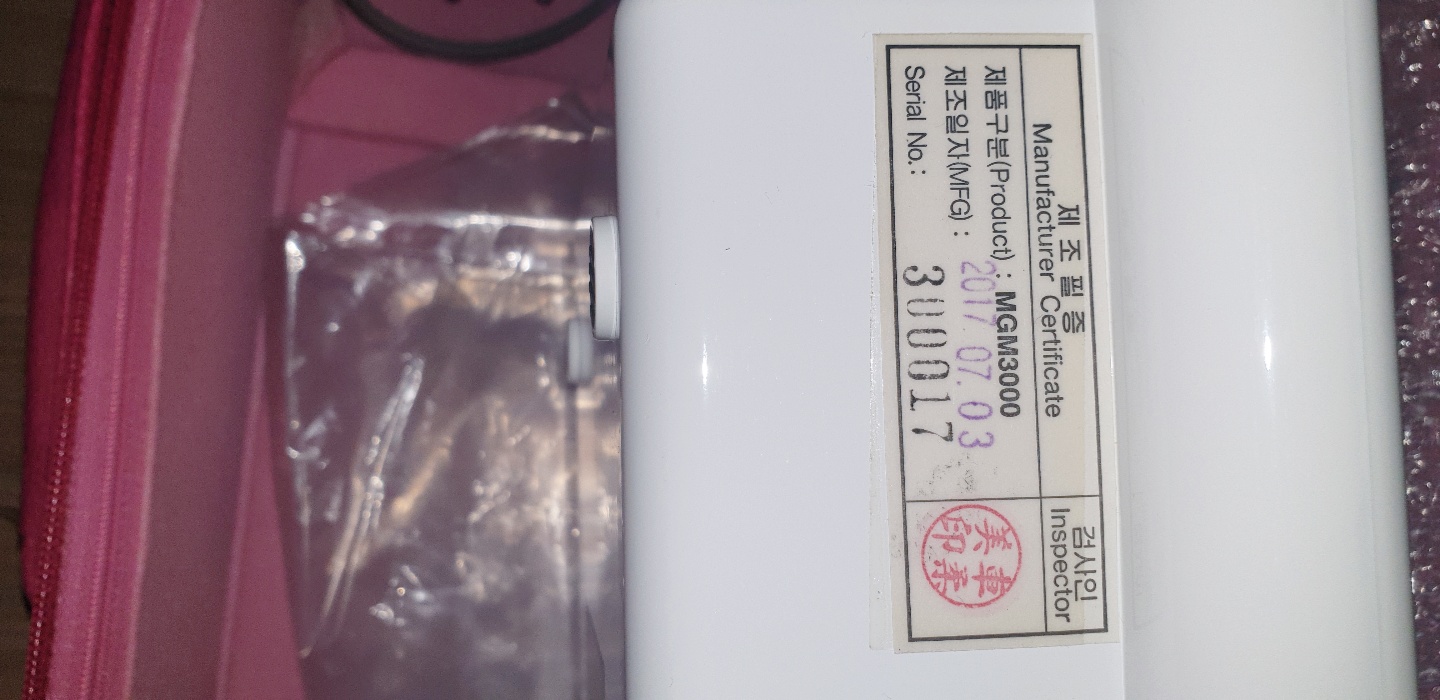 제 조 필 증
Manufacturer Certificate
검사인
Inspector
제품구분(Product) : MGM3000
제조일자(MFG) : 2017 07. 03
Serial No.: 3000017